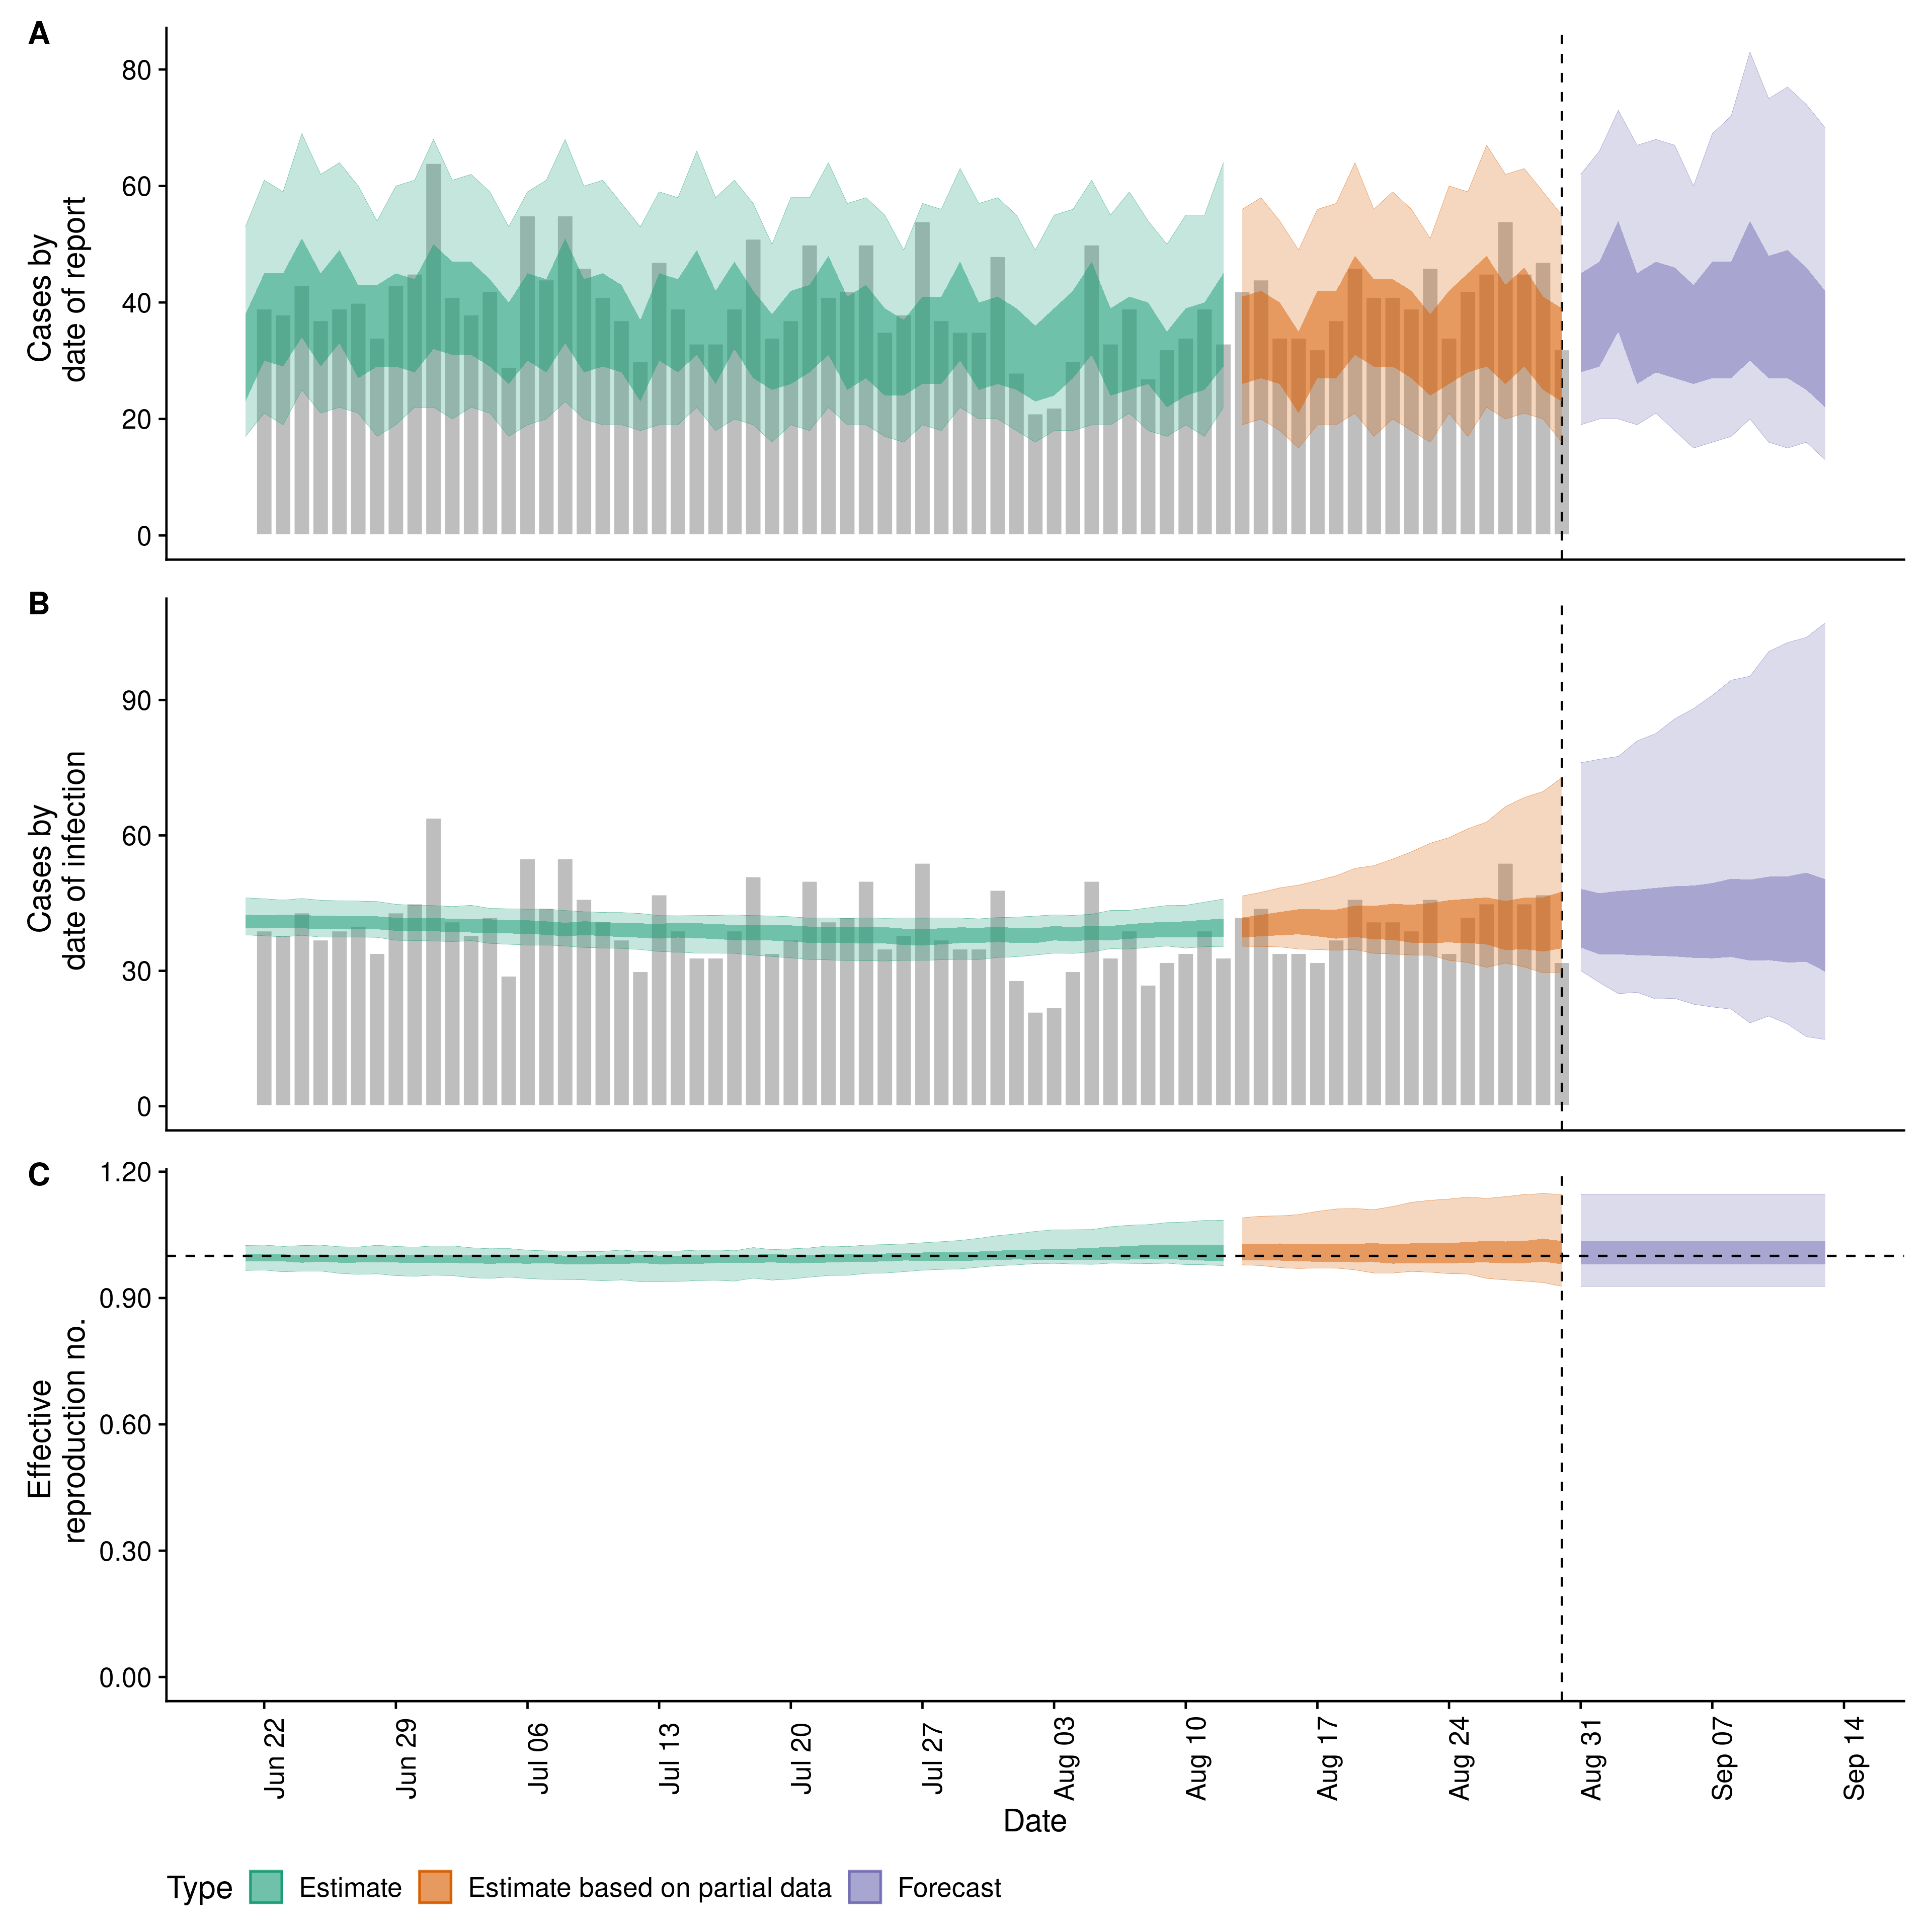 A
80
60
40
20
0
Cases by
date of report
B
90
60
30
0
Cases by
date of infection
C
1.20
0.90
0.60
0.30
0.00
Effective
reproduction no.
Jun 22
Jun 29
Jul 06
Jul 13
Jul 20
Jul 27
Aug 03
Aug 10
Aug 17
Aug 24
Aug 31
Sep 07
Sep 14
Date
Type Estimate Estimate based on partial data Forecast